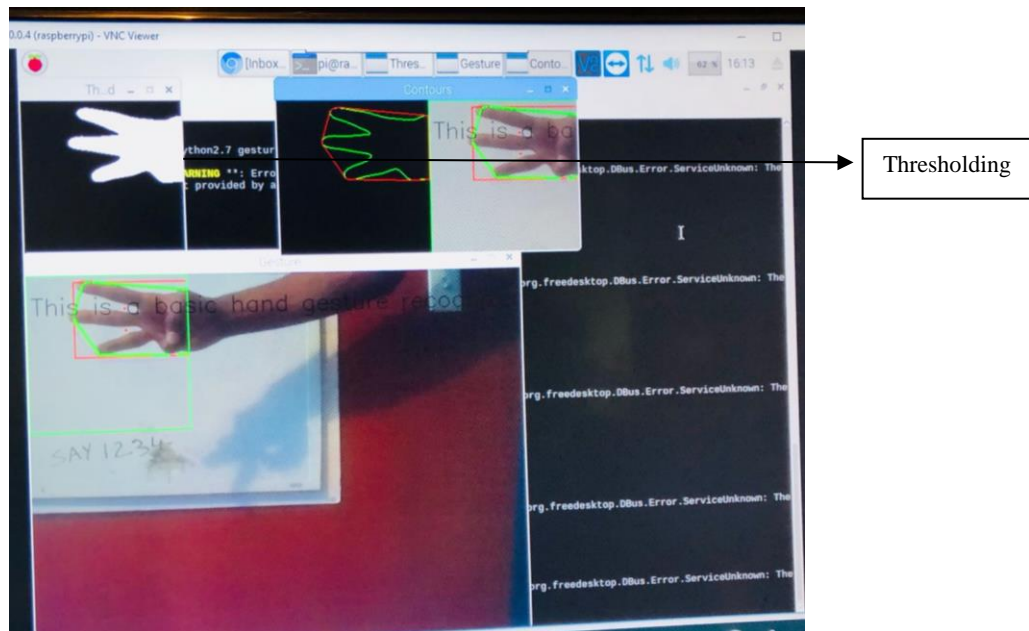 0.0.4 (raspberrypi) - VNC Viewer
[Inbox... pi@ra... Thres... Gesture Conto... V2 62 % 16:13
Th...d Contours
This is a ba
ython2.7 gestur
ARNING **: Erro
t provided by a
sktop.DBus.Error.ServiceUnknown: The
Thresholding
Gesture
org.freedesktop.DBus.Error.ServiceUnknown: The
This is a basic hand gesture recog
org.freedesktop.DBus.Error.ServiceUnknown: The
SAY 1234
org.freedesktop.DBus.Error.ServiceUnknown: The
org.freedesktop.DBus.Error.ServiceUnknown: The